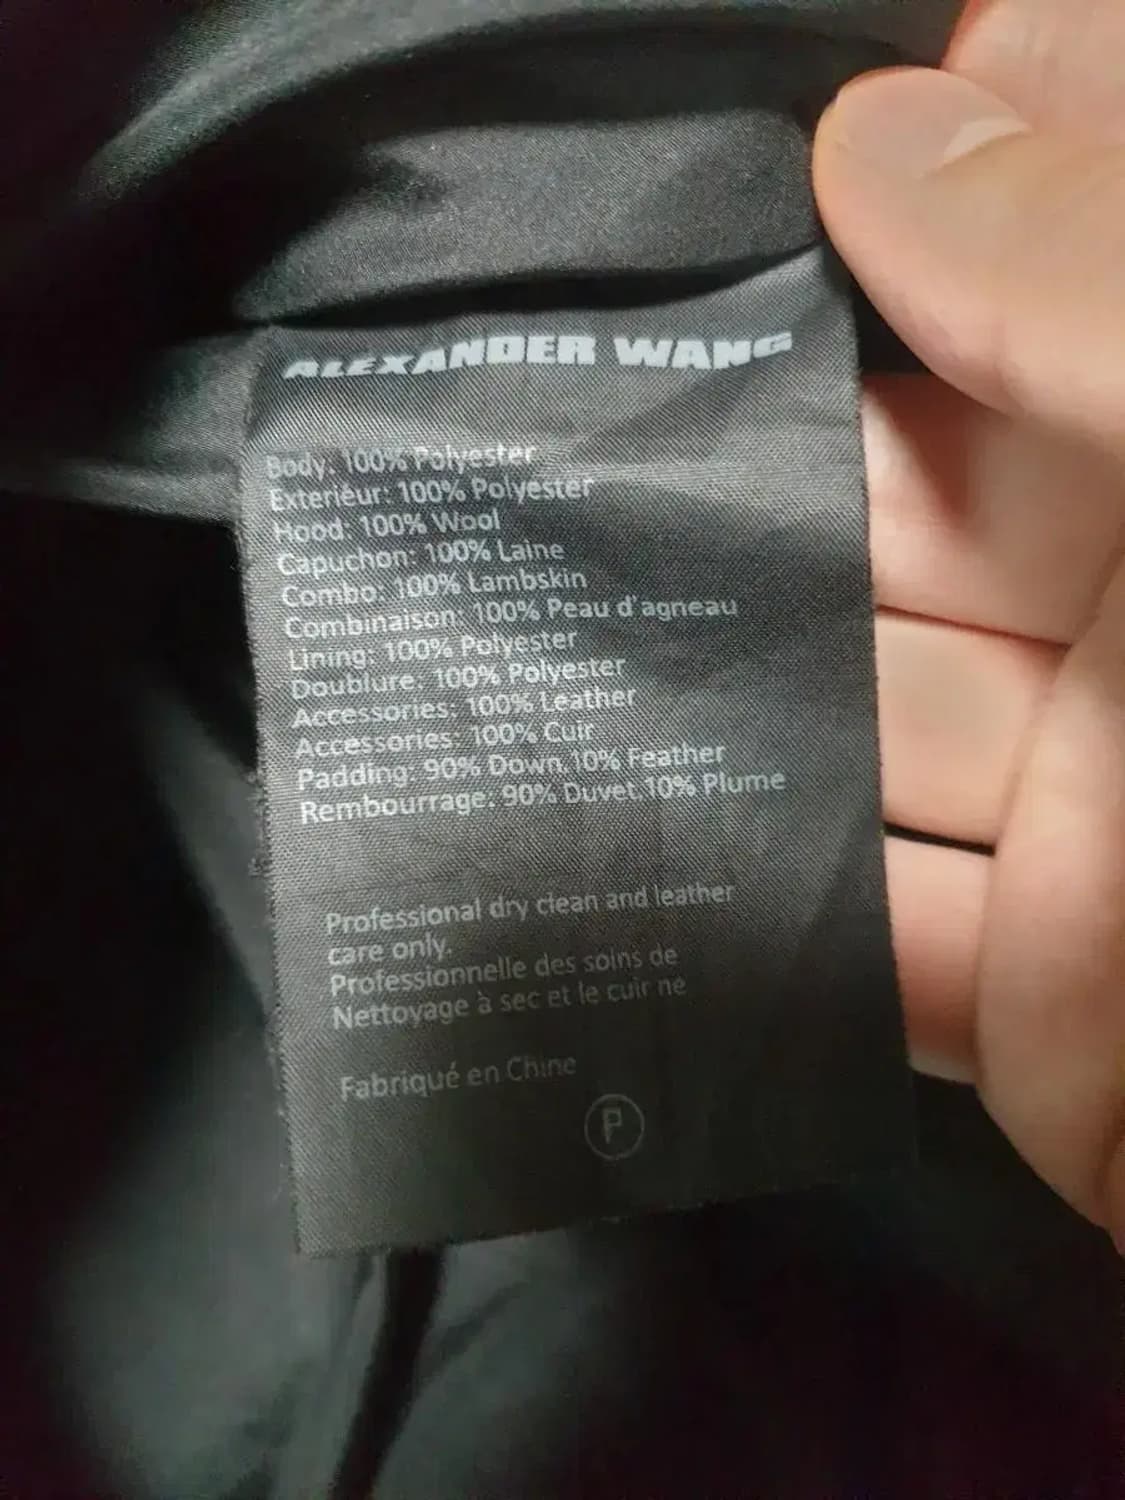 ALEXANDER WANG
Body: 100% Polyester
Exterieur: 100% Polyester
Hood: 100% Wool
Capuchon: 100% Laine
Combo: 100% Lambskin
Combinaison: 100% Peau d'agneau
Lining: 100% Polyester
Doublure: 100% Polyester
Accessories: 100% Leather
Accessories: 100% Cuir
Padding: 90% Down, 10% Feather
Rembourrage: 90% Duvet, 10% Plume
Professional dry clean and leather
care only.
Professionnelle des soins de
Nettoyage à sec et le cuir ne
Fabriqué en Chine
P